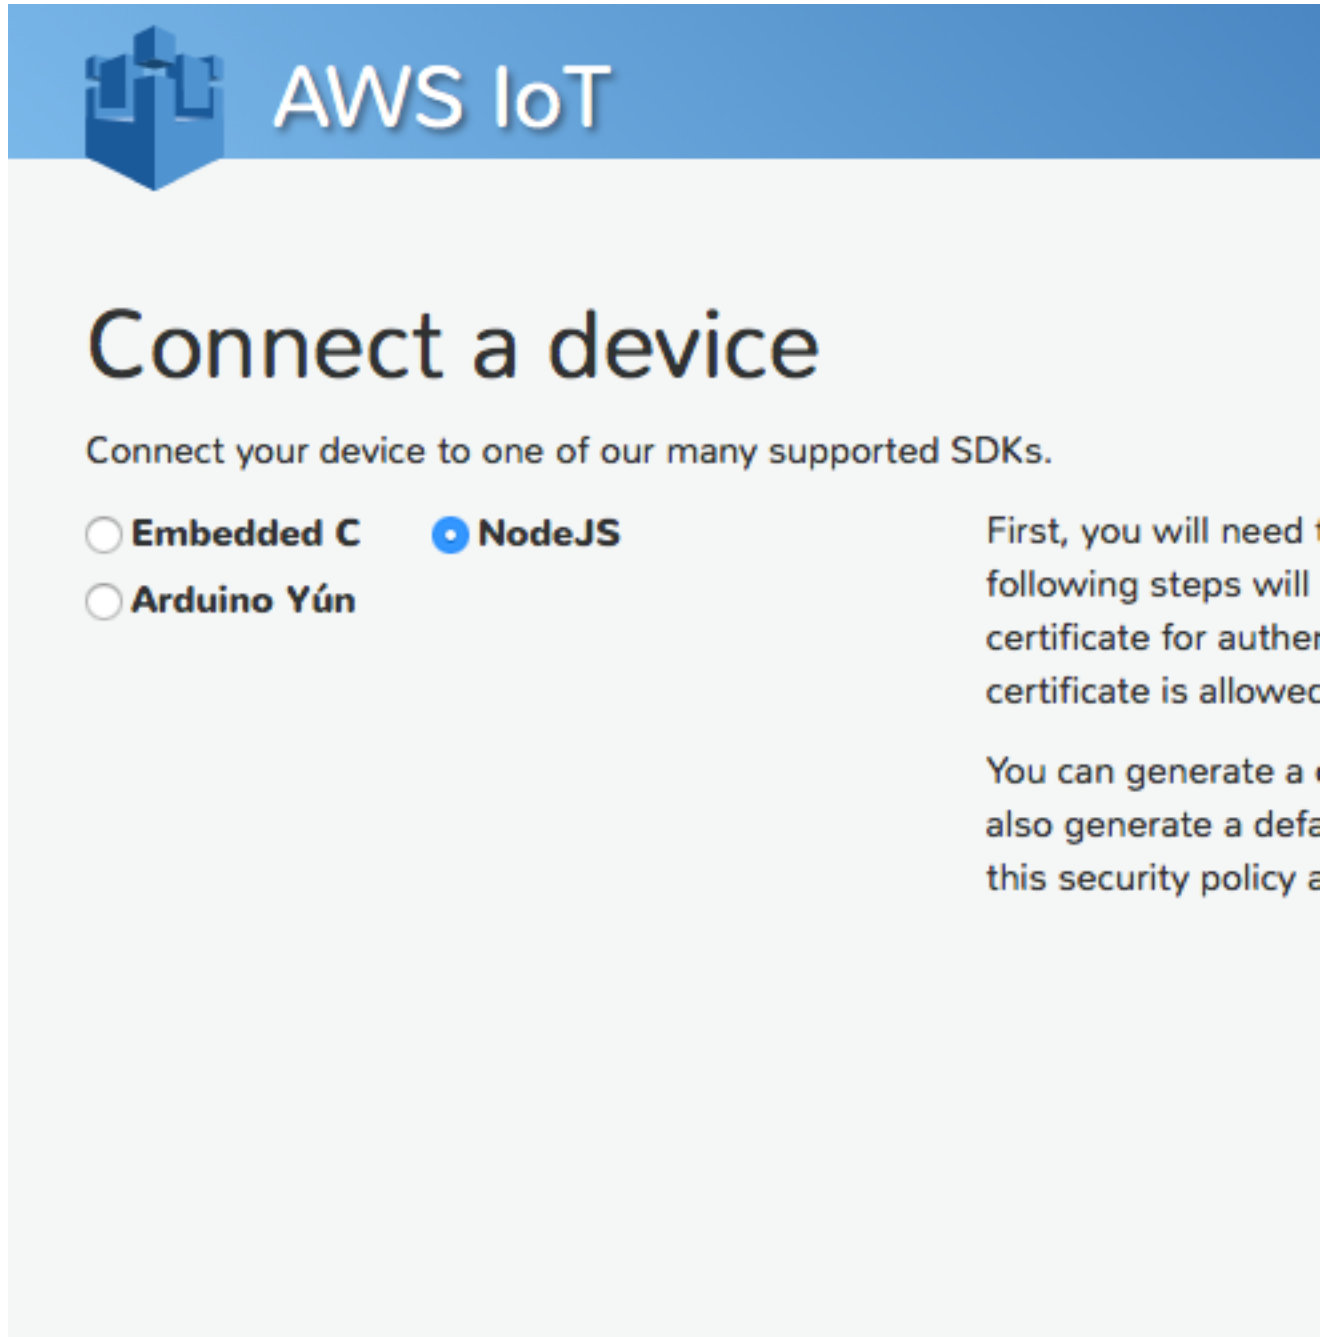 AWS IoT
Connect a device
Connect your device to one of our many supported SDKs.
Embedded C
NodeJS
Arduino Yún
First, you will need
following steps will
certificate for
certificate is
You can generate a
also generate a
this security policy